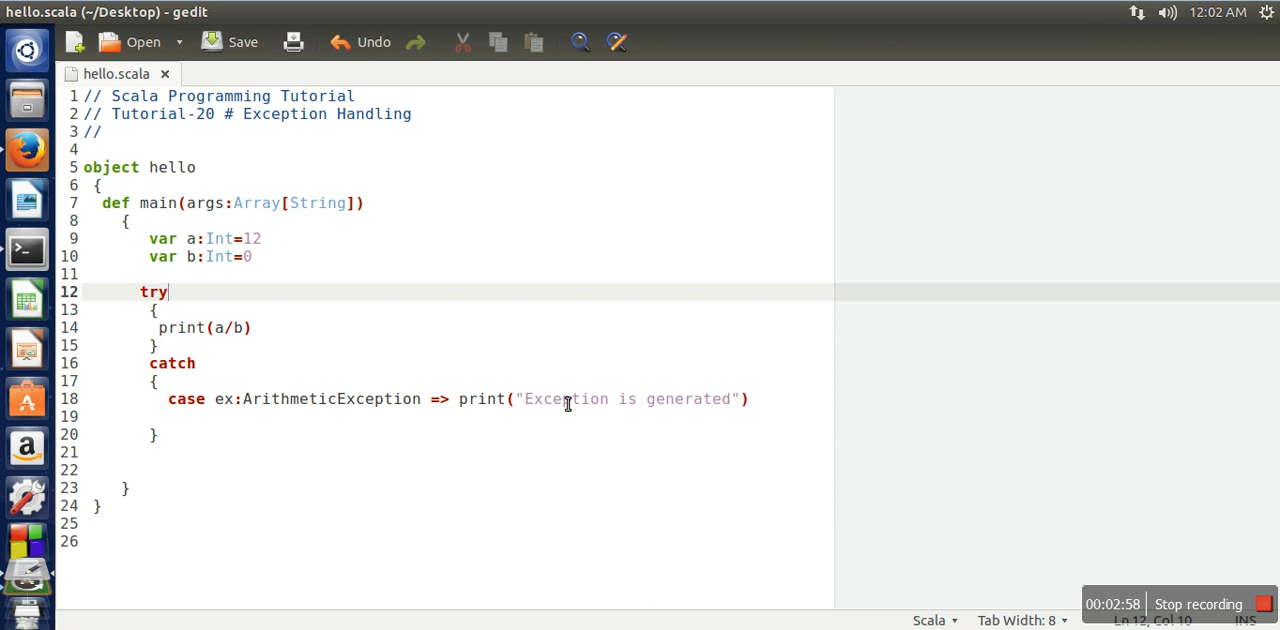 hello.scala (~/Desktop) - gedit
12:02 AM
Open
Save
Undo
hello.scala ×
1 // Scala Programming Tutorial
2 // Tutorial-20 # Exception Handling
3 //
4
5 object hello
6 {
7 def main(args:Array[String])
8 {
9 var a:Int=12
10 var b:Int=0
11
12 try
13 {
14 print(a/b)
15 }
16 catch
17 {
18 case ex:ArithmeticException => print("Exception is generated")
19
20 }
21
22
23 }
24 }
25
26
a
00:02:58 Stop recording
Scala
Tab Width: 8
Ln 12, Col 10
INS